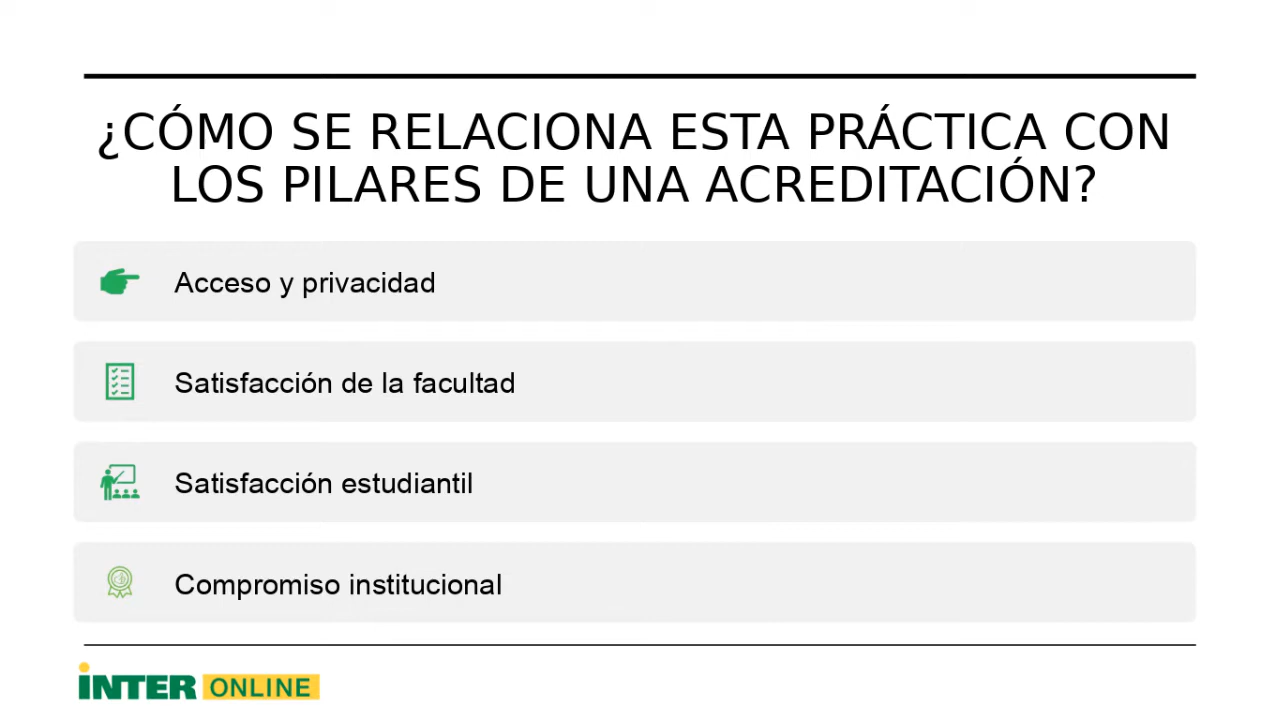 ¿CÓMO SE RELACIONA ESTA PRÁCTICA CON
LOS PILARES DE UNA ACREDITACIÓN?
Acceso y privacidad
Satisfacción de la facultad
Satisfacción estudiantil
Compromiso institucional
INTER ONLINE